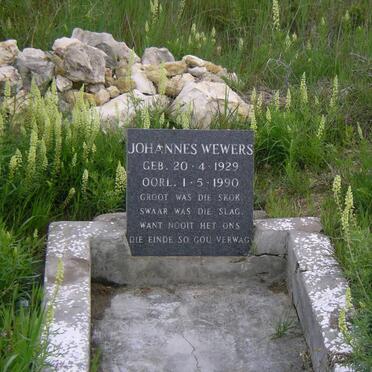 JOHANNES WEWERS
GEB. 20 · 4 · 1929
OORL. 1 · 5 · 1990
GROOT WAS DIE SKOK
SWAAR WAS DIE SLAG
WANT NOOIT HET ONS
DIE EINDE SO GOU VERWAG